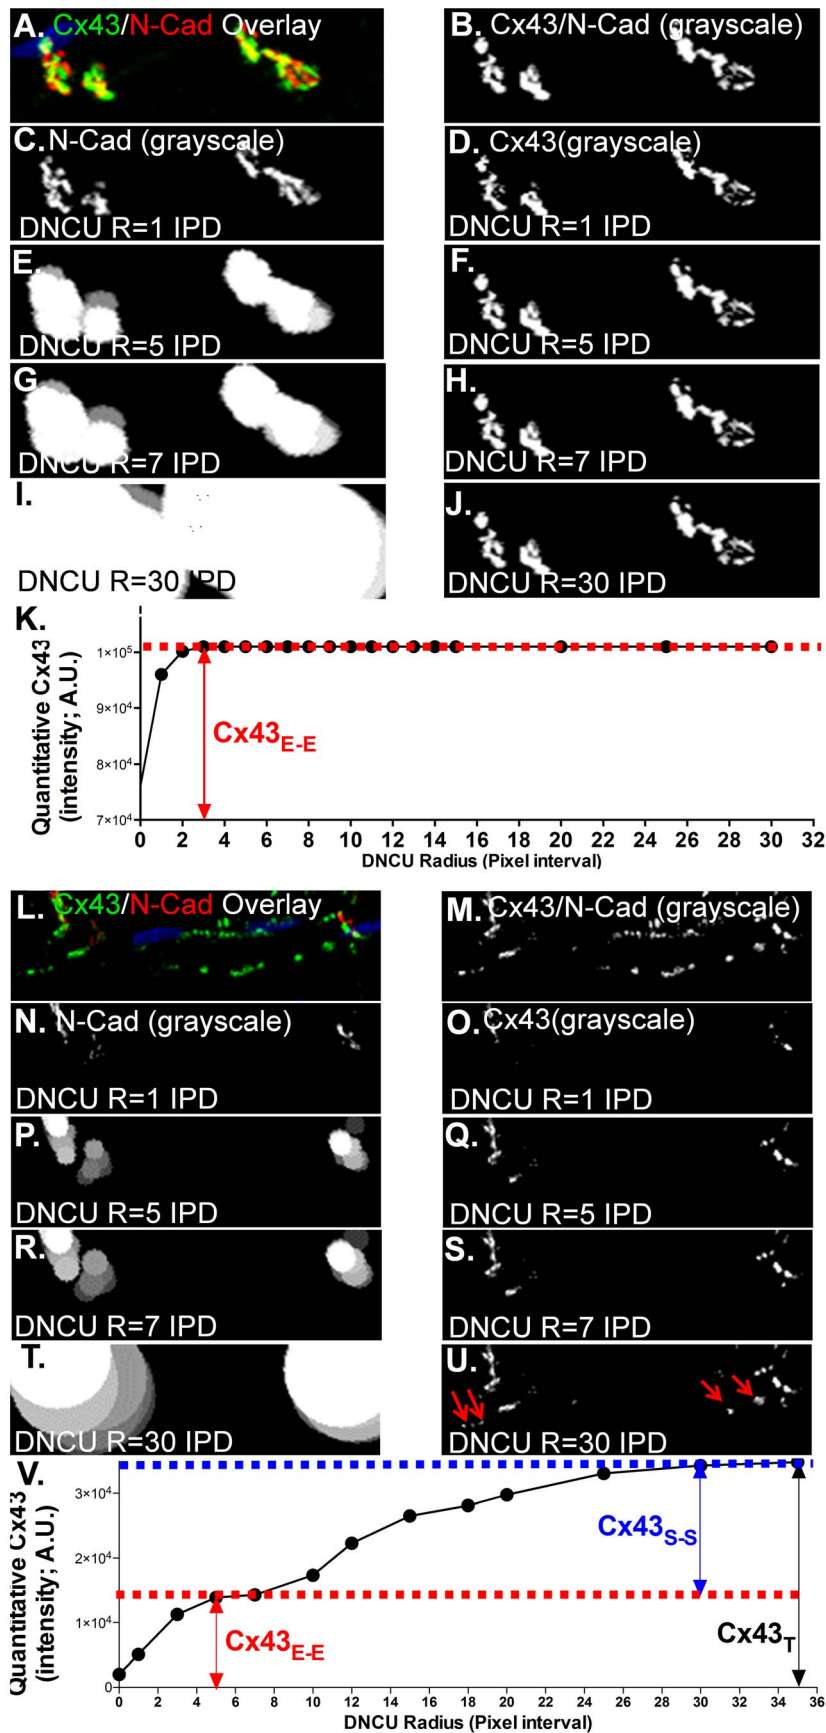 A. Cx43/N-Cad Overlay
B. Cx43/N-Cad (grayscale)
C. N-Cad (grayscale)
DNCU R=1 IPD
D. Cx43(grayscale)
DNCU R=1 IPD
E.
DNCU R=5 IPD
F.
DNCU R=5 IPD
G.
DNCU R=7 IPD
H.
DNCU R=7 IPD
I.
DNCU R=30 IPD
J.
DNCU R=30 IPD
K.
Quantitative Cx43
(intensity; A.U.)
1×10⁵
9×10⁴
8×10⁴
7×10⁴
Cx43E-E
0 2 4 6 8 10 12 14 16 18 20 22 24 26 28 30 32
DNCU Radius (Pixel interval)
L. Cx43/N-Cad Overlay
M. Cx43/N-Cad (grayscale)
N. N-Cad (grayscale)
DNCU R=1 IPD
O. Cx43(grayscale)
DNCU R=1 IPD
P.
DNCU R=5 IPD
Q.
DNCU R=5 IPD
R.
DNCU R=7 IPD
S.
DNCU R=7 IPD
T.
DNCU R=30 IPD
U.
DNCU R=30 IPD
V.
Quantitative Cx43
(intensity; A.U.)
3×10⁴
2×10⁴
1×10⁴
0
Cx43S-S
Cx43E-E
Cx43T
0 2 4 6 8 10 12 14 16 18 20 22 24 26 28 30 32 34 36
DNCU Radius (Pixel interval)